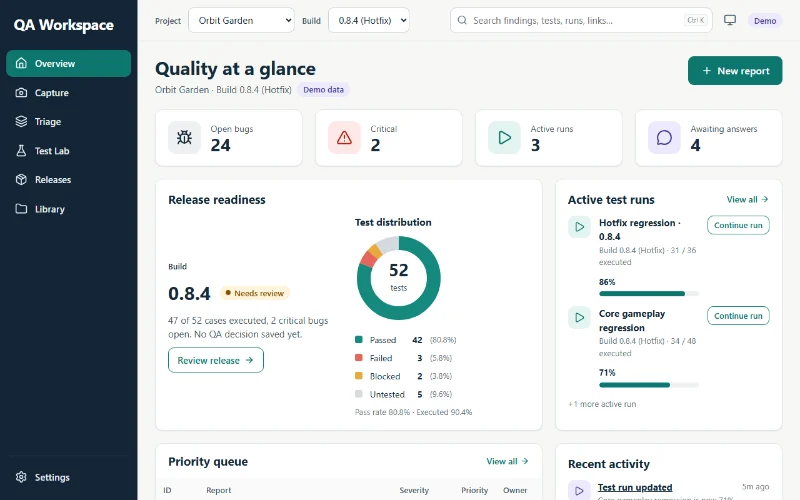 QA Workspace
Project
Orbit Garden
Build
0.8.4 (Hotfix)
Search findings, tests, runs, links...
Ctrl K
Demo
Overview
Capture
Triage
Test Lab
Releases
Library
Settings
Quality at a glance
Orbit Garden · Build 0.8.4 (Hotfix)
Demo data
+ New report
Open bugs
24
Critical
2
Active runs
3
Awaiting answers
4
Release readiness
Build
0.8.4
Needs review
47 of 52 cases executed, 2 critical bugs
open. No QA decision saved yet.
Review release →
Test distribution
52
tests
Passed 42 (80.8%)
Failed 3 (5.8%)
Blocked 2 (3.8%)
Untested 5 (9.6%)
Pass rate 80.8% · Executed 90.4%
Active test runs
View all →
Hotfix regression ·
0.8.4
Build 0.8.4 (Hotfix) · 31 / 36
executed
Continue run
86%
Core gameplay
regression
Build 0.8.4 (Hotfix) · 34 / 48
executed
Continue run
71%
+1 more active run
Priority queue
View all →
ID Report Severity Priority Owner
Recent activity
Test run updated
5m ago
Core gameplay regression is now 71%